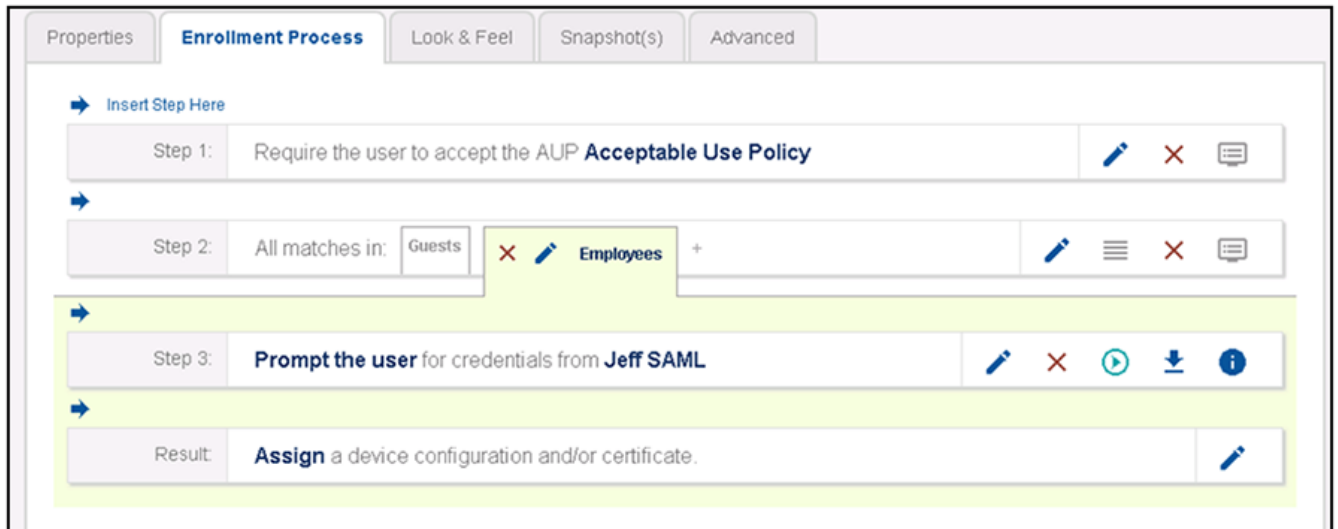 Properties
Enrollment Process
Look & Feel
Snapshot(s)
Advanced
Insert Step Here
Step 1: Require the user to accept the AUP Acceptable Use Policy
Step 2: All matches in: Guests Employees +
Step 3: Prompt the user for credentials from Jeff SAML
Result: Assign a device configuration and/or certificate.